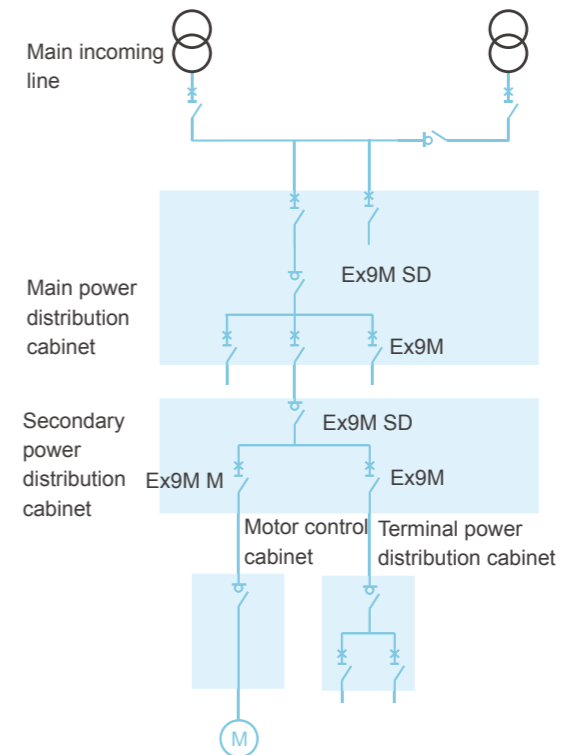 Main incoming
line
Ex9M SD
Main power
distribution
cabinet
Ex9M
Secondary
power
distribution
cabinet
Ex9M SD
Ex9M M
Ex9M
Motor control
cabinet
Terminal power
distribution cabinet
M